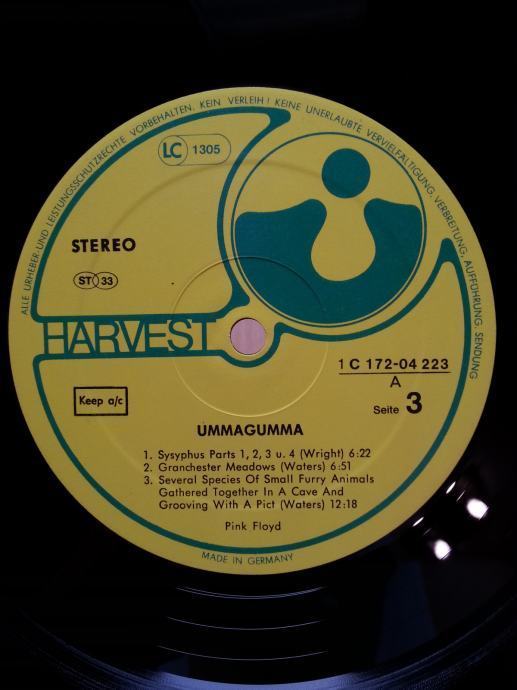 ALLE URHEBER-UND LEISTUNGSSCHUTZRECHTE VORBEHALTEN. KEIN VERLEIH! KEINE UNERLAUBTE VERVIELFÄLTIGUNG, VERBREITUNG, AUFFÜHRUNG, SENDUNG
LC 1305
STEREO
ST 33
HARVEST
1 C 172-04 223
A
Keep a/c
Seite 3
UMMAGUMMA
1. Sysyphus Parts 1, 2, 3 u. 4 (Wright) 6:22
2. Granchester Meadows (Waters) 6:51
3. Several Species Of Small Furry Animals
Gathered Together In A Cave And
Grooving With A Pict (Waters) 12:18
Pink Floyd
MADE IN GERMANY